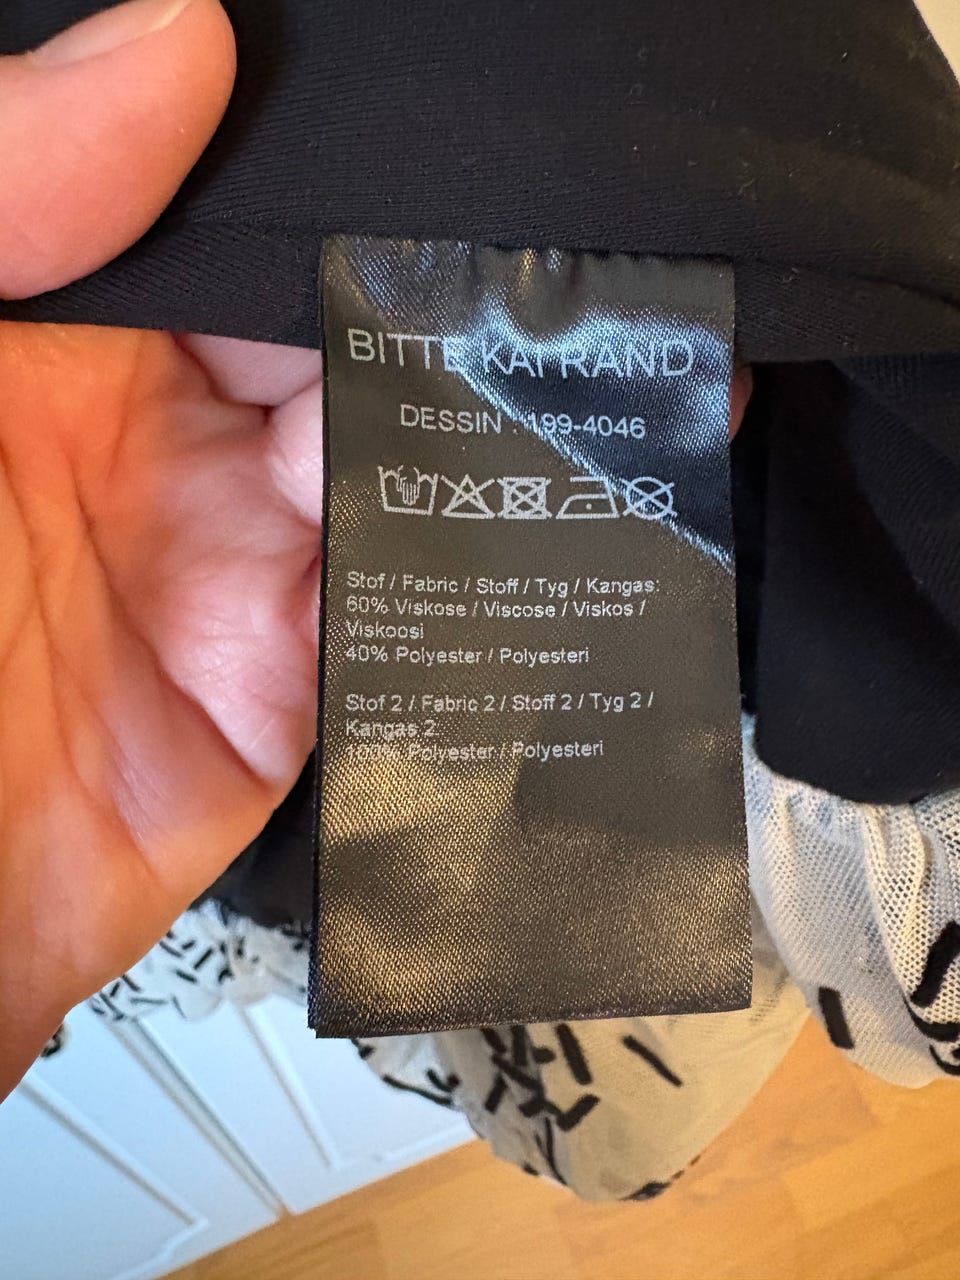 BITTE KAI RAND
DESSIN : 199-4046
Stof / Fabric / Stoff / Tyg / Kangas:
60% Viskose / Viscose / Viskos /
Viskoosi
40% Polyester / Polyesteri
Stof 2 / Fabric 2 / Stoff 2 / Tyg 2 /
Kangas 2
100% Polyester / Polyesteri